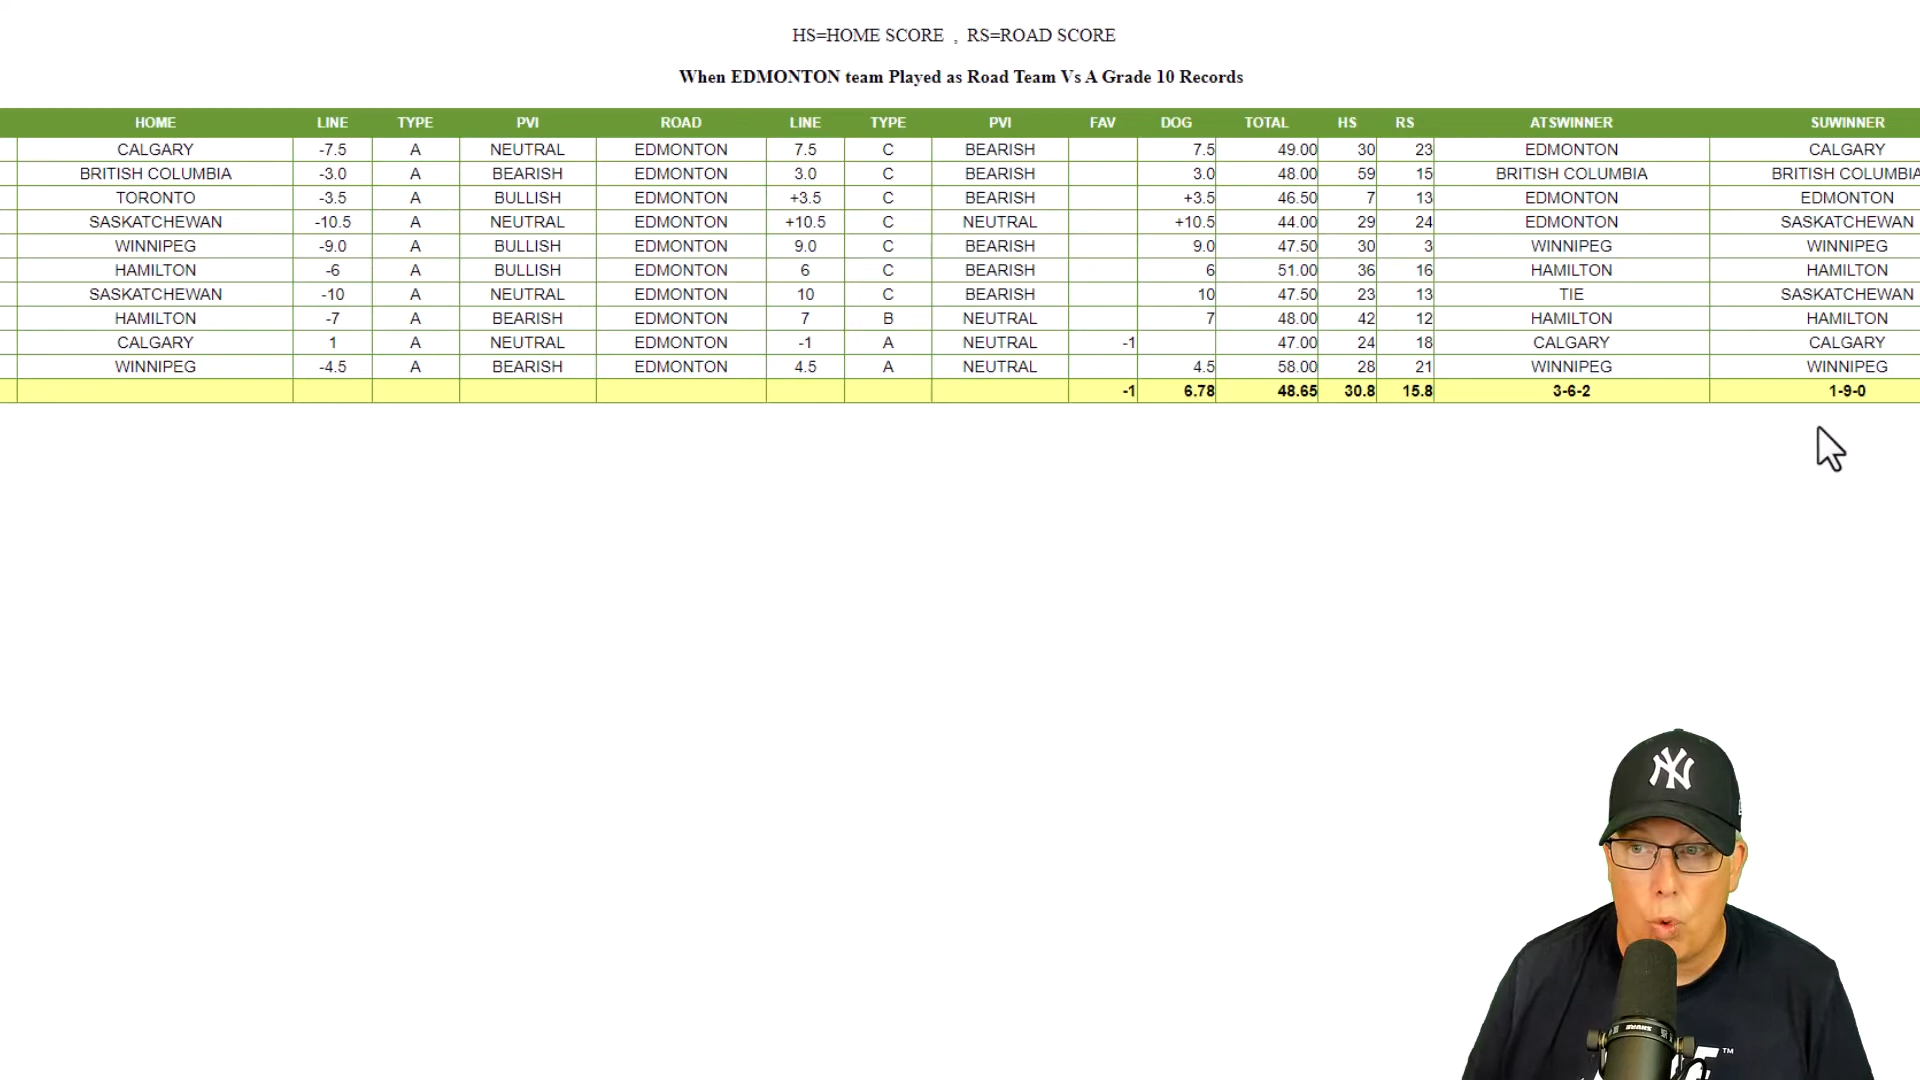 HS=HOME SCORE , RS=ROAD SCORE
When EDMONTON team Played as Road Team Vs A Grade 10 Records
HOME LINE TYPE PVI ROAD LINE TYPE PVI FAV DOG TOTAL HS RS ATSWINNER SUWINNER
CALGARY -7.5 A NEUTRAL EDMONTON 7.5 C BEARISH 7.5 49.00 30 23 EDMONTON CALGARY
BRITISH COLUMBIA -3.0 A BEARISH EDMONTON 3.0 C BEARISH 3.0 48.00 59 15 BRITISH COLUMBIA BRITISH COLUMBIA
TORONTO -3.5 A BULLISH EDMONTON +3.5 C BEARISH +3.5 46.50 7 13 EDMONTON EDMONTON
SASKATCHEWAN -10.5 A NEUTRAL EDMONTON +10.5 C NEUTRAL +10.5 44.00 29 24 EDMONTON SASKATCHEWAN
WINNIPEG -9.0 A BULLISH EDMONTON 9.0 C BEARISH 9.0 47.50 30 3 WINNIPEG WINNIPEG
HAMILTON -6 A BULLISH EDMONTON 6 C BEARISH 6 51.00 36 16 HAMILTON HAMILTON
SASKATCHEWAN -10 A NEUTRAL EDMONTON 10 C BEARISH 10 47.50 23 13 TIE SASKATCHEWAN
HAMILTON -7 A BEARISH EDMONTON 7 B NEUTRAL 7 48.00 42 12 HAMILTON HAMILTON
CALGARY 1 A NEUTRAL EDMONTON -1 A NEUTRAL -1 47.00 24 18 CALGARY CALGARY
WINNIPEG -4.5 A BEARISH EDMONTON 4.5 A NEUTRAL 4.5 58.00 28 21 WINNIPEG WINNIPEG
-1 6.78 48.65 30.8 15.8 3-6-2 1-9-0
NY
SHURE